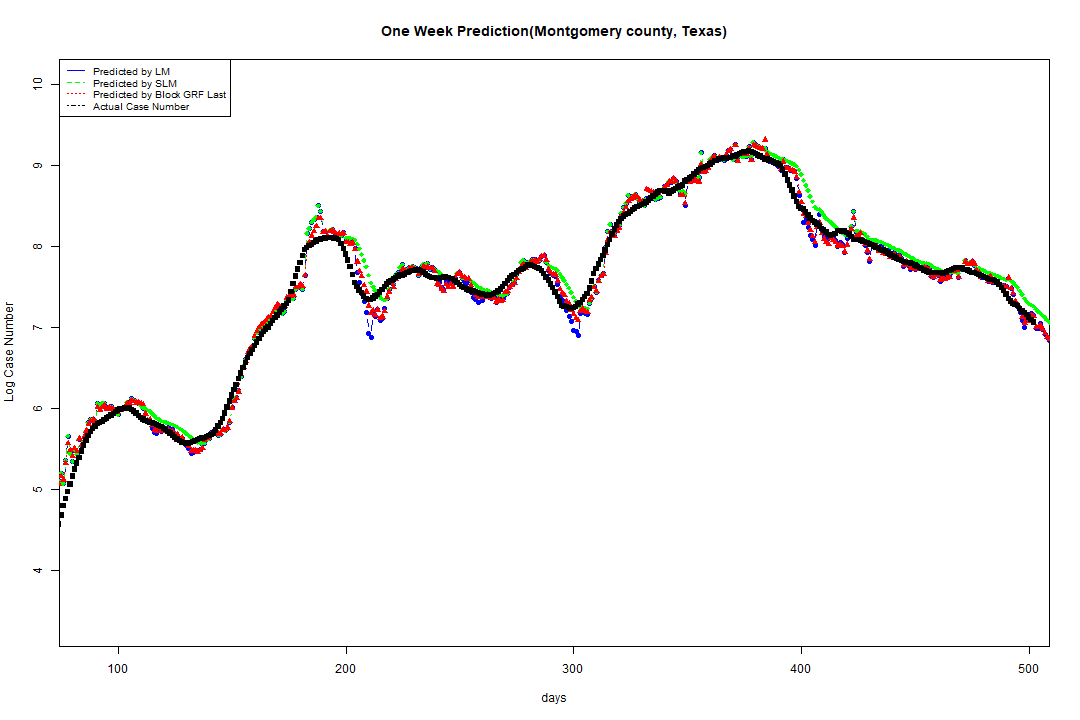 One Week Prediction(Montgomery county, Texas)
Predicted by LM
Predicted by SLM
Predicted by Block GRF Last
Actual Case Number
10
9
8
7
6
5
4
Log Case Number
100 200 300 400 500
days